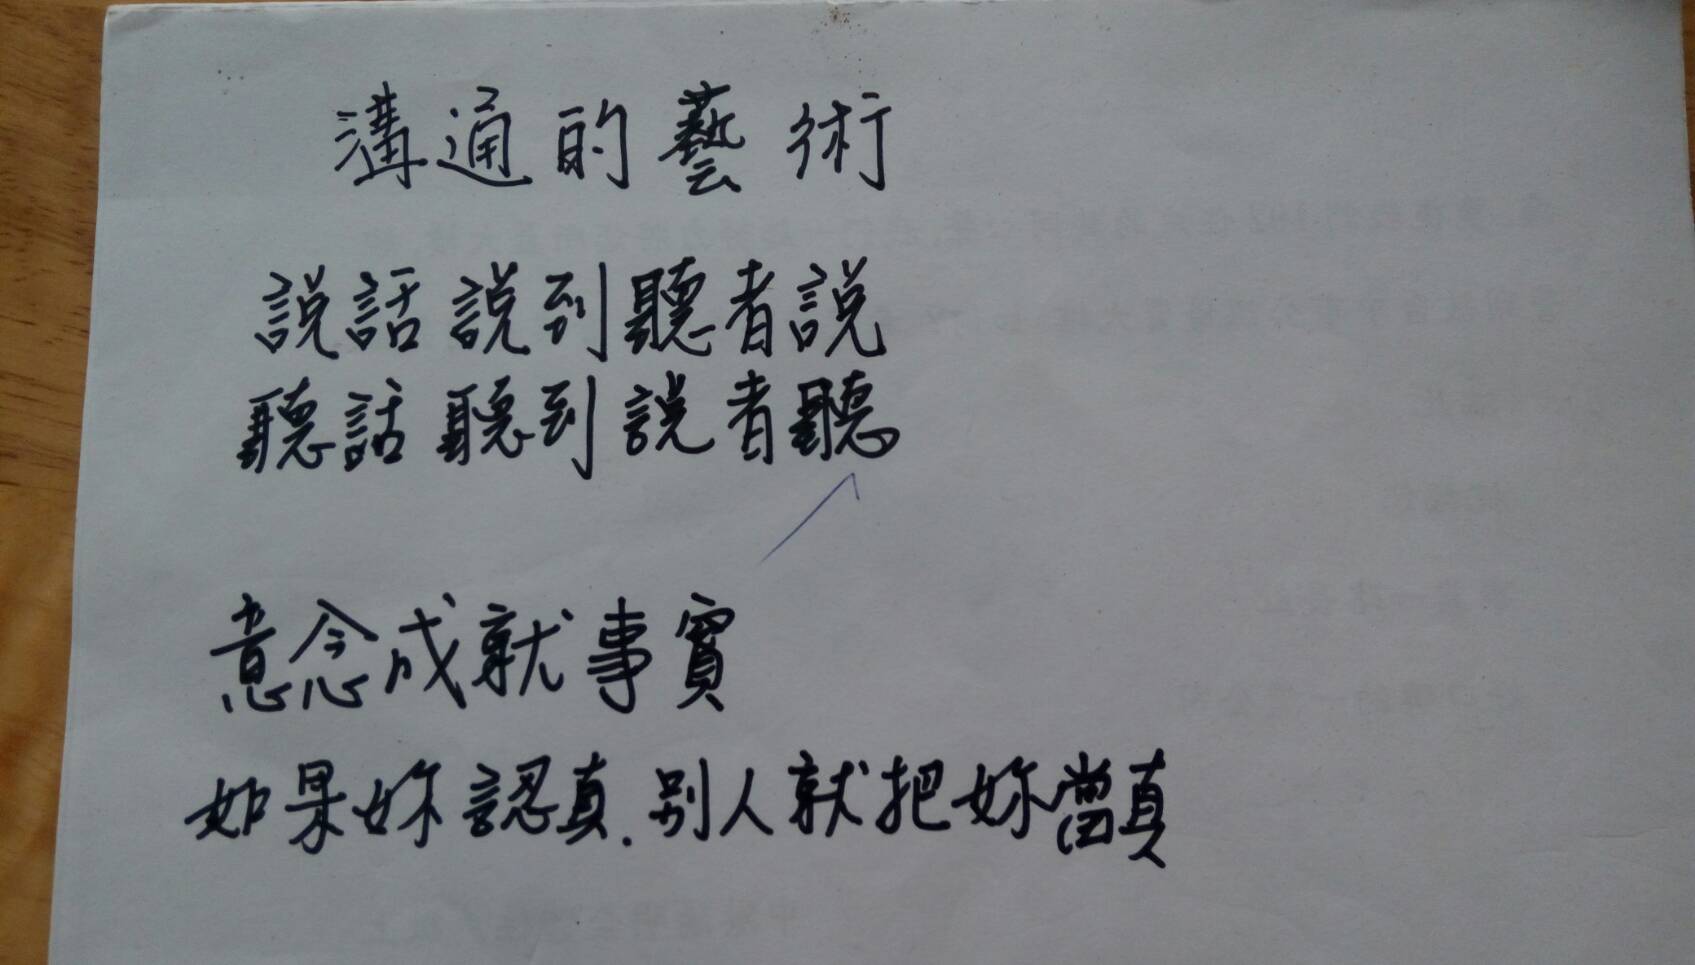 溝通的藝術
說話說到聽者說
聽話聽到說者聽
意念成就事實
如果妳認真.別人就把妳當真